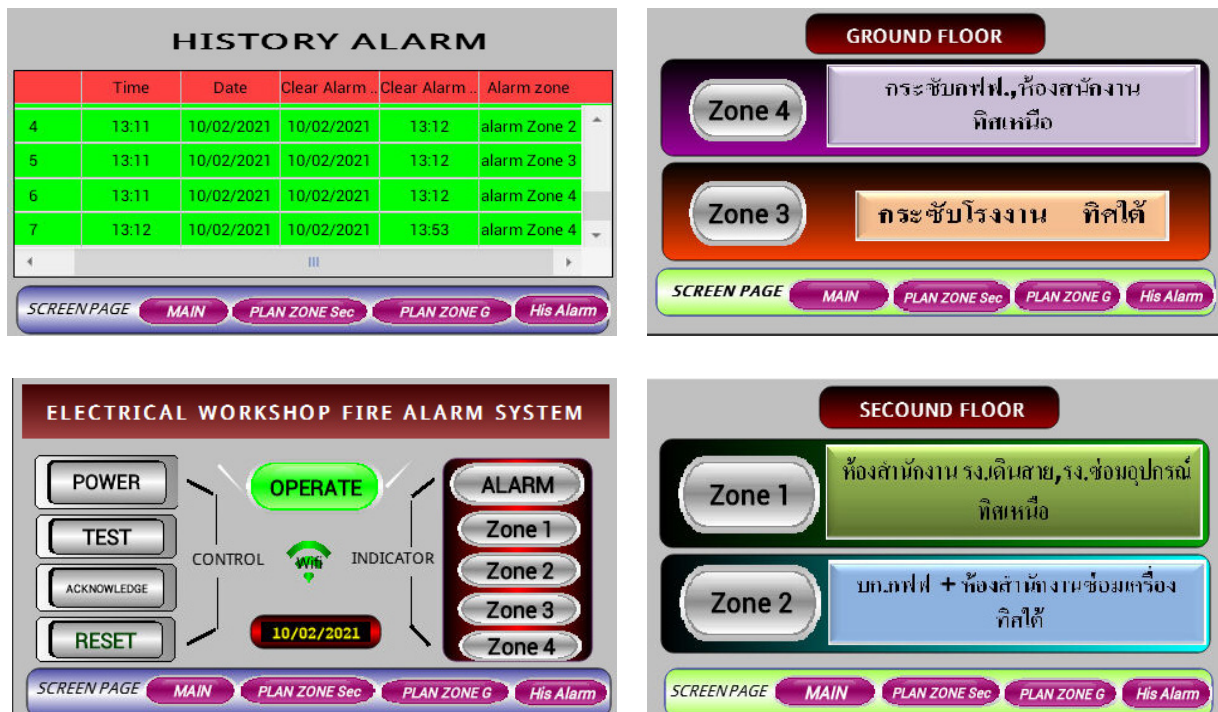 HISTORY ALARM
Time Date Clear Alarm .. Clear Alarm .. Alarm zone
4 13:11 10/02/2021 10/02/2021 13:12 alarm Zone 2
5 13:11 10/02/2021 10/02/2021 13:12 alarm Zone 3
6 13:11 10/02/2021 10/02/2021 13:12 alarm Zone 4
7 13:12 10/02/2021 10/02/2021 13:53 alarm Zone 4
SCREEN PAGE MAIN PLAN ZONE Sec PLAN ZONE G His Alarm
GROUND FLOOR
Zone 4
กระชับกฟฟ.,ห้องสนักงาน
ทิศเหนือ
Zone 3
กระชับโรงงาน ทิศใต้
SCREEN PAGE MAIN PLAN ZONE Sec PLAN ZONE G His Alarm
ELECTRICAL WORKSHOP FIRE ALARM SYSTEM
POWER
TEST
ACKNOWLEDGE
RESET
CONTROL
OPERATE
Wifi
10/02/2021
INDICATOR
ALARM
Zone 1
Zone 2
Zone 3
Zone 4
SCREEN PAGE MAIN PLAN ZONE Sec PLAN ZONE G His Alarm
SECOUND FLOOR
Zone 1
ห้องสำนักงาน รง.เดินสาย,รง.ซ่อมอุปกรณ์
ทิศเหนือ
Zone 2
บก.กฟฟ + ห้องสำนักงานซ่อมเครื่อง
ทิศใต้
SCREEN PAGE MAIN PLAN ZONE Sec PLAN ZONE G His Alarm